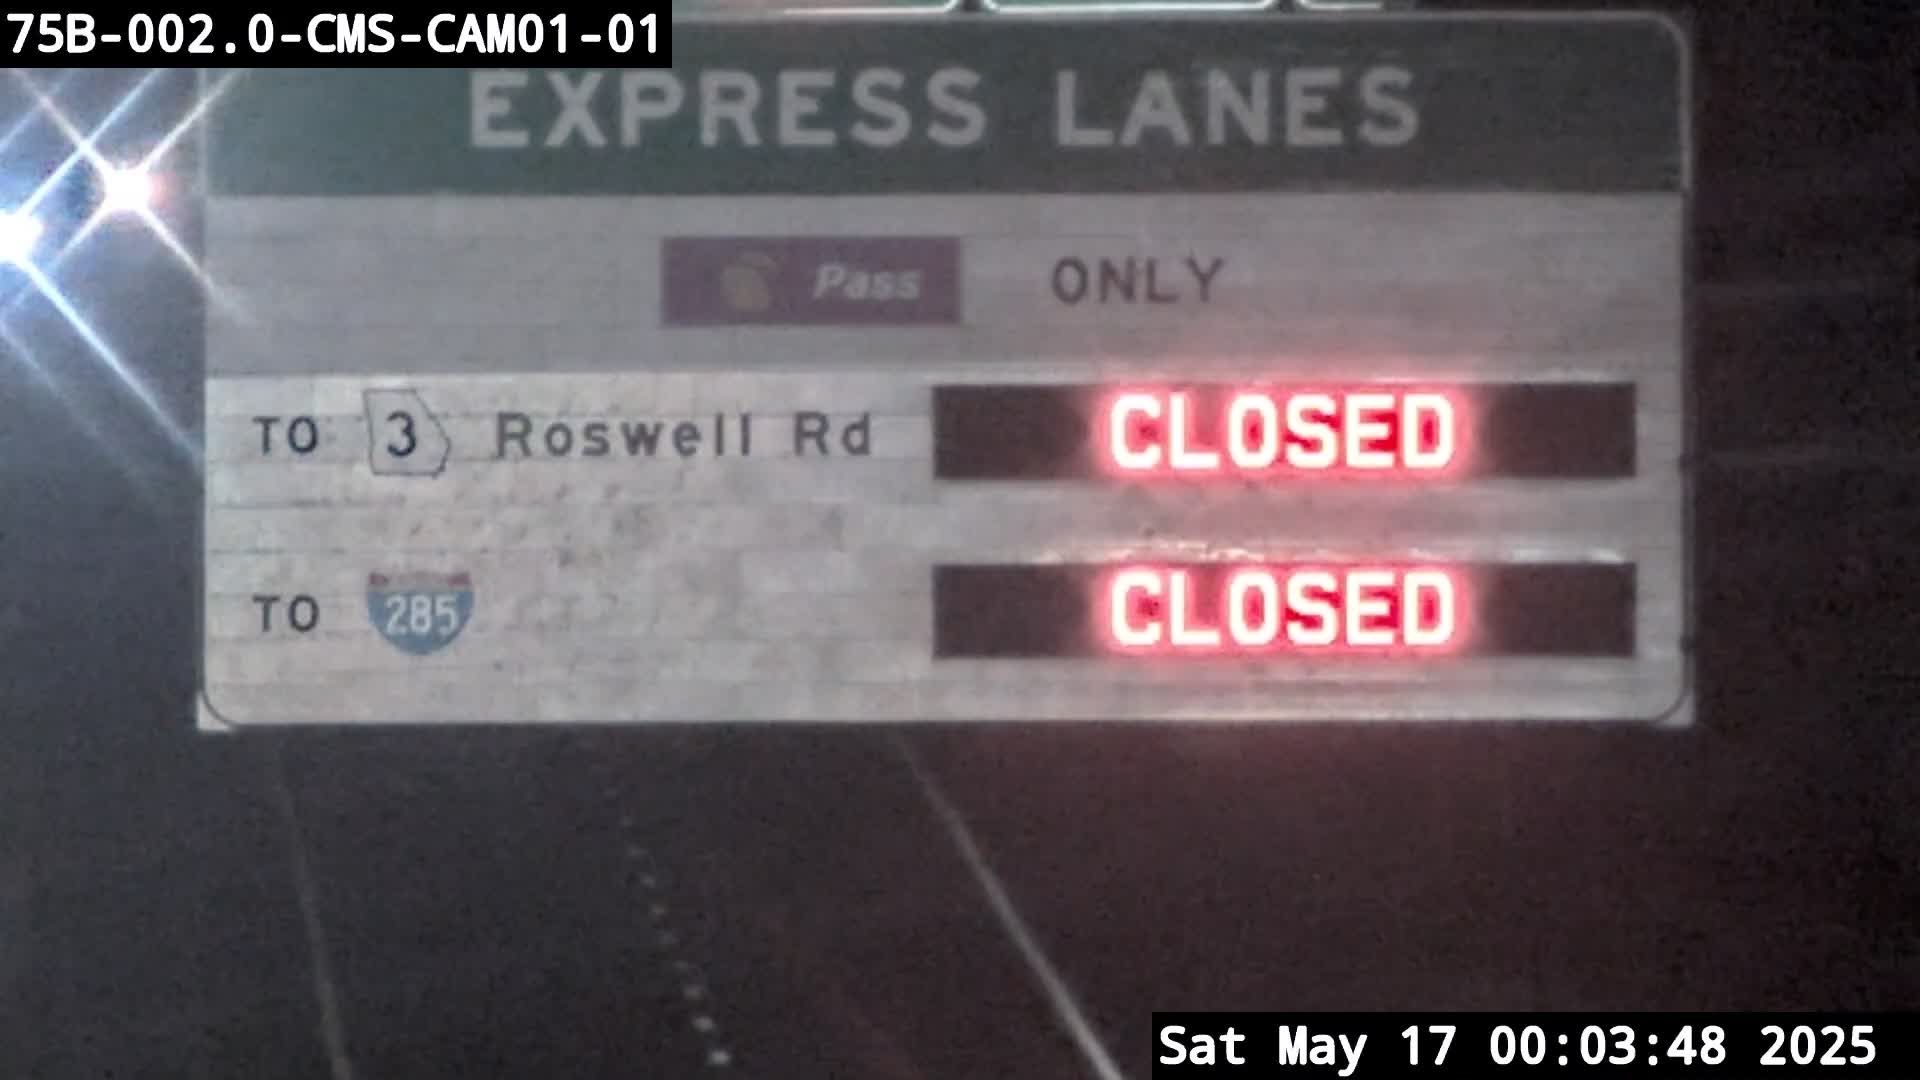 75B-002.0-CMS-CAM01-01
EXPRESS LANES
Pass ONLY
TO 3 Roswell Rd CLOSED
TO 285 CLOSED
Sat May 17 00:03:48 2025